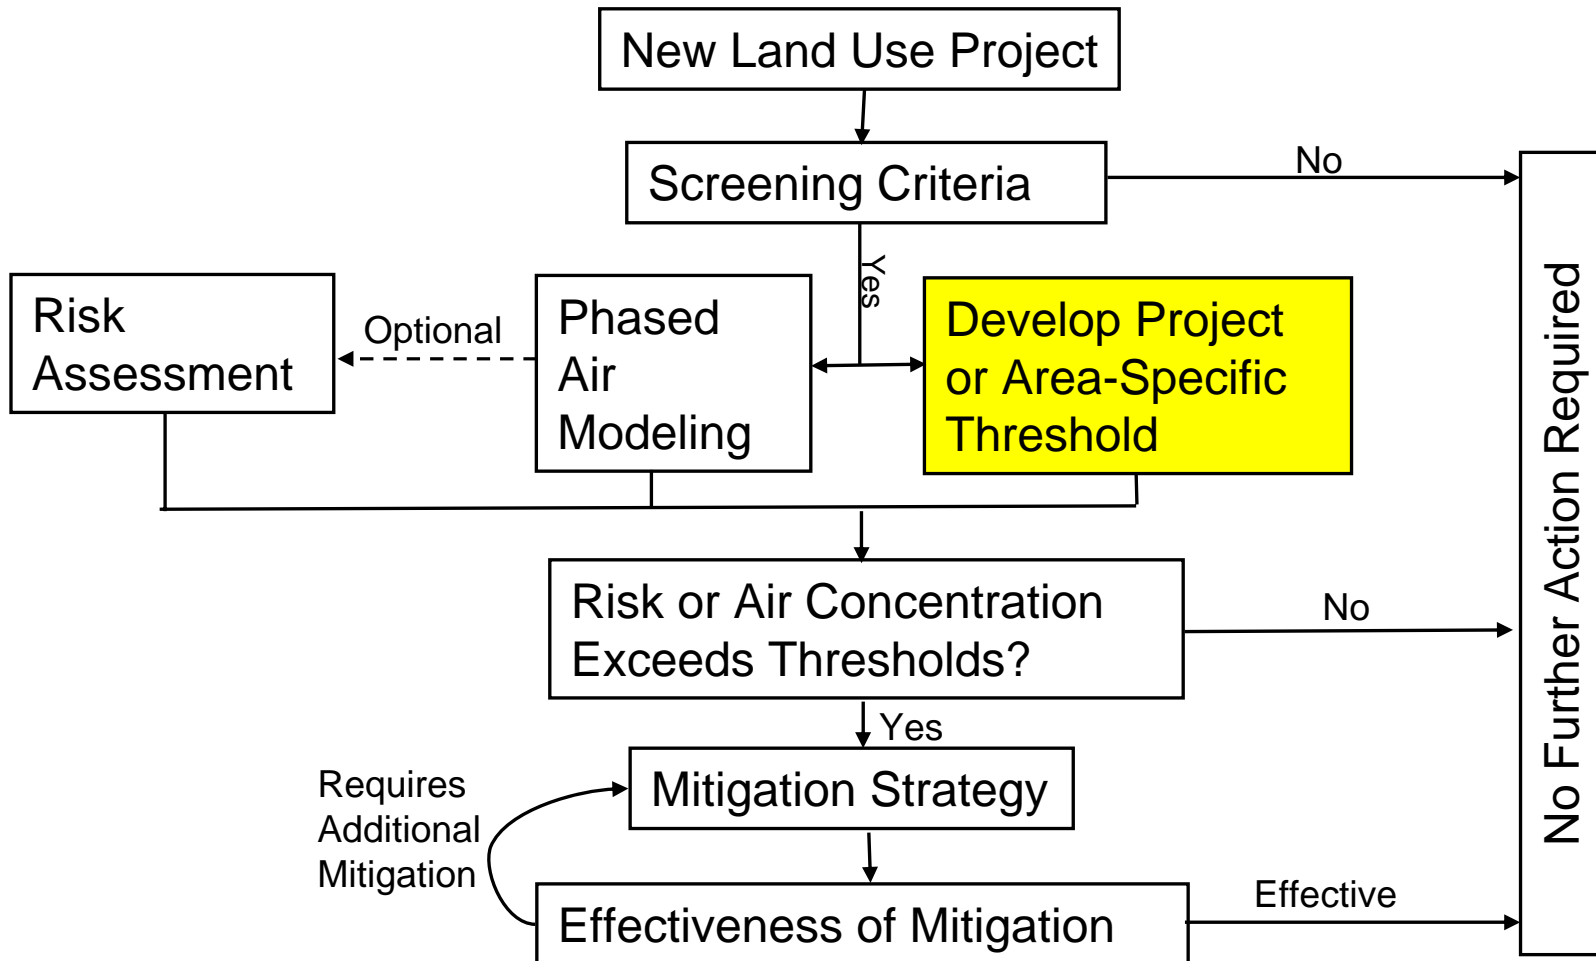 New Land Use Project
Screening Criteria
No
Yes
Risk
Assessment
Optional
Phased
Air
Modeling
Develop Project
or Area-Specific
Threshold
No Further Action Required
Risk or Air Concentration
Exceeds Thresholds?
No
Yes
Requires
Additional
Mitigation
Mitigation Strategy
Effectiveness of Mitigation
Effective